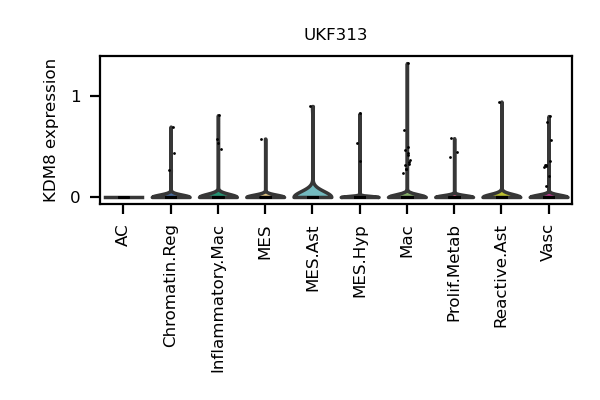 UKF313
KDM8 expression
1
0
AC
Chromatin.Reg
Inflammatory.Mac
MES
MES.Ast
MES.Hyp
Mac
Prolif.Metab
Reactive.Ast
Vasc